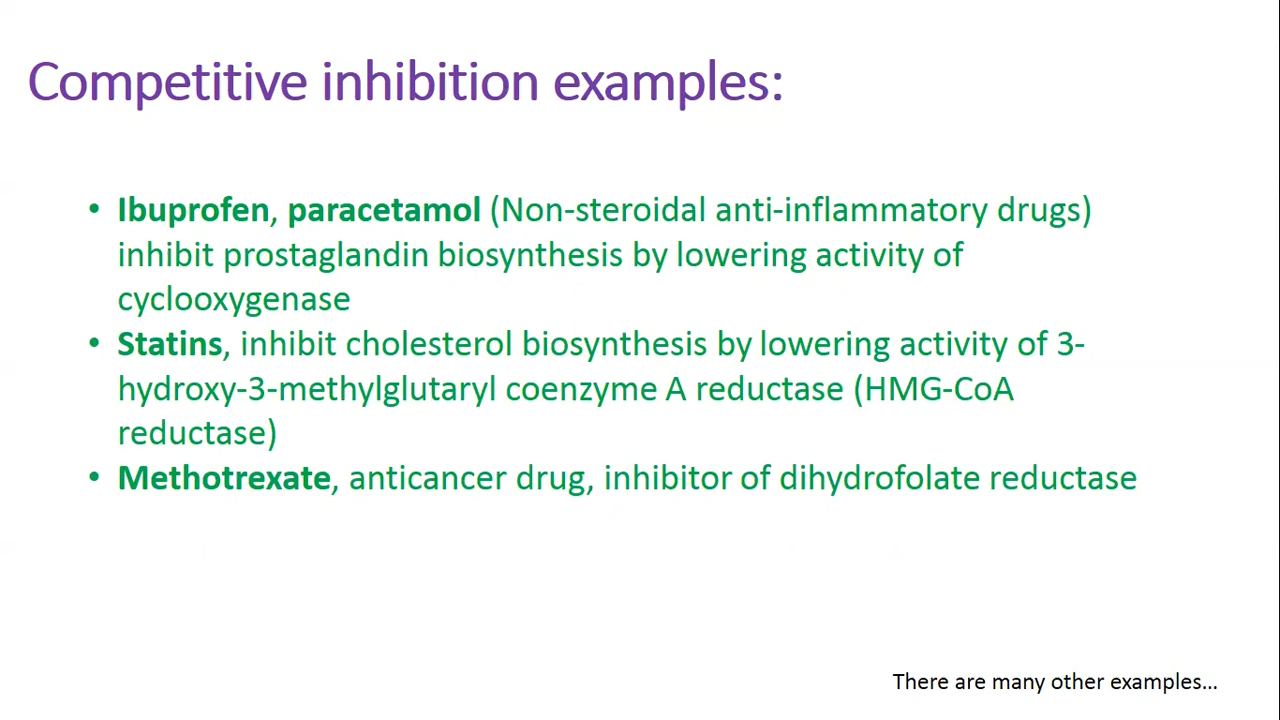 Competitive inhibition examples:
• Ibuprofen, paracetamol (Non-steroidal anti-inflammatory drugs)
inhibit prostaglandin biosynthesis by lowering activity of
cyclooxygenase
• Statins, inhibit cholesterol biosynthesis by lowering activity of 3-
hydroxy-3-methylglutaryl coenzyme A reductase (HMG-CoA
reductase)
• Methotrexate, anticancer drug, inhibitor of dihydrofolate reductase
There are many other examples…